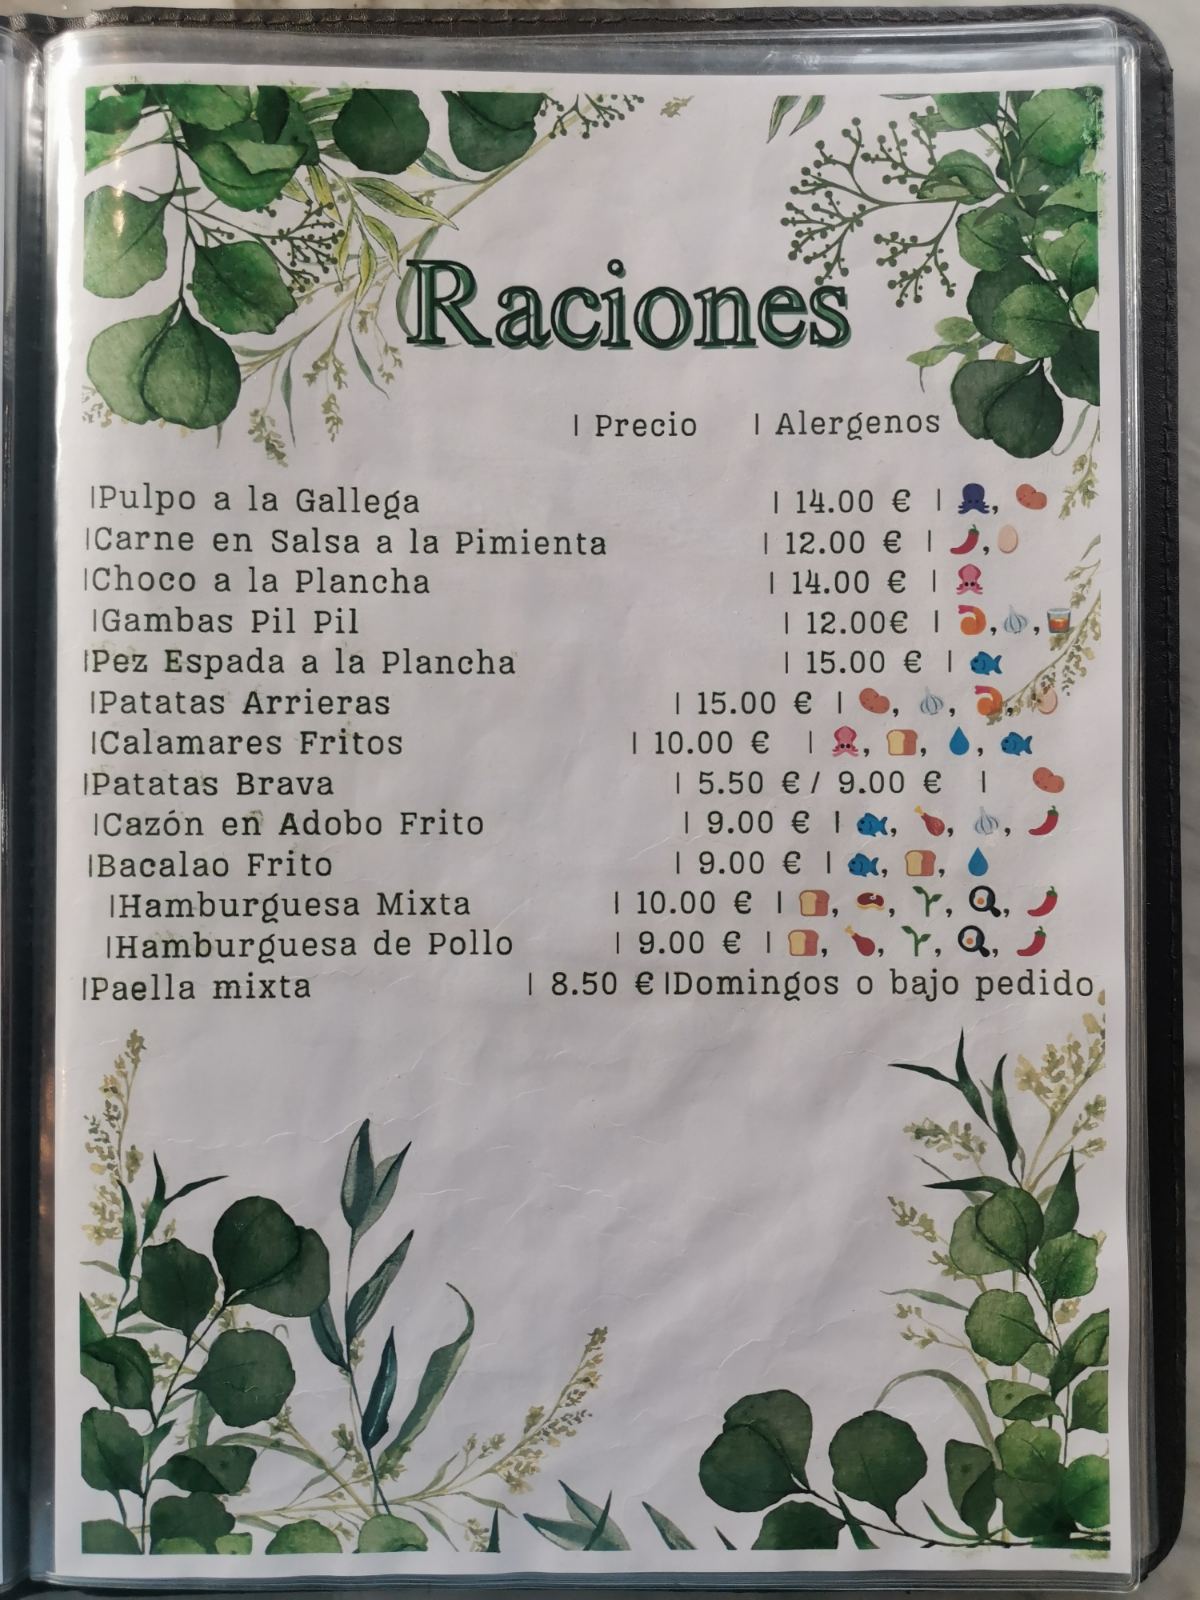 Raciones
| Precio | Alergenos
|Pulpo a la Gallega | 14.00 € | 🐙, 🥔
|Carne en Salsa a la Pimienta | 12.00 € | 🌶️, 🥚
|Choco a la Plancha | 14.00 € | 🦑
|Gambas Pil Pil | 12.00€ | 🦐, 🧄, 🥃
|Pez Espada a la Plancha | 15.00 € | 🐟
|Patatas Arrieras | 15.00 € | 🥔, 🧄, 🦐, 🥚
|Calamares Fritos | 10.00 € | 🦑, 🍞, 💧, 🐟
|Patatas Brava | 5.50 € / 9.00 € | 🥔
|Cazón en Adobo Frito | 9.00 € | 🐟, 🍗, 🧄, 🌶️
|Bacalao Frito | 9.00 € | 🐟, 🍞, 💧
|Hamburguesa Mixta | 10.00 € | 🍞, 🥩, 🌱, 🍳, 🌶️
|Hamburguesa de Pollo | 9.00 € | 🍞, 🍗, 🌱, 🍳, 🌶️
|Paella mixta | 8.50 € |Domingos o bajo pedido